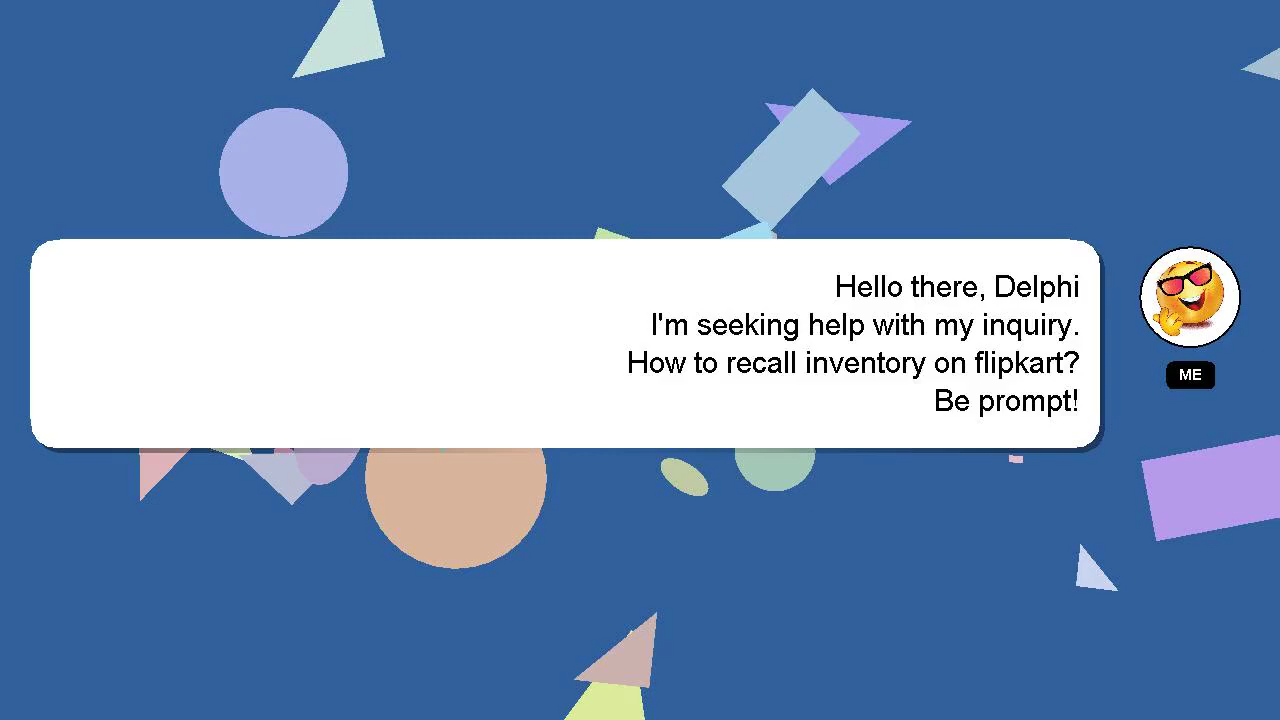 Hello there, Delphi
I'm seeking help with my inquiry.
How to recall inventory on flipkart?
Be prompt!
ME